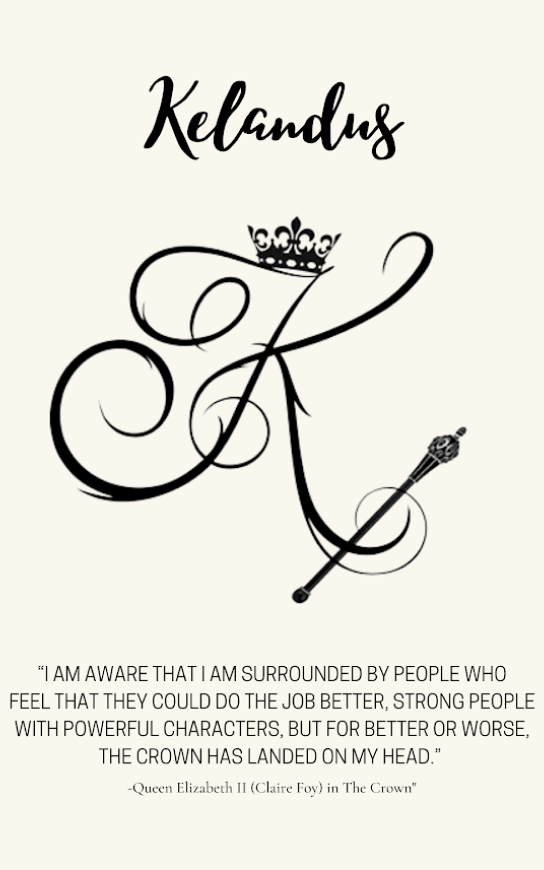 Kelandus
K
“I AM AWARE THAT I AM SURROUNDED BY PEOPLE WHO
FEEL THAT THEY COULD DO THE JOB BETTER, STRONG PEOPLE
WITH POWERFUL CHARACTERS, BUT FOR BETTER OR WORSE,
THE CROWN HAS LANDED ON MY HEAD.”
-Queen Elizabeth II (Claire Foy) in The Crown"